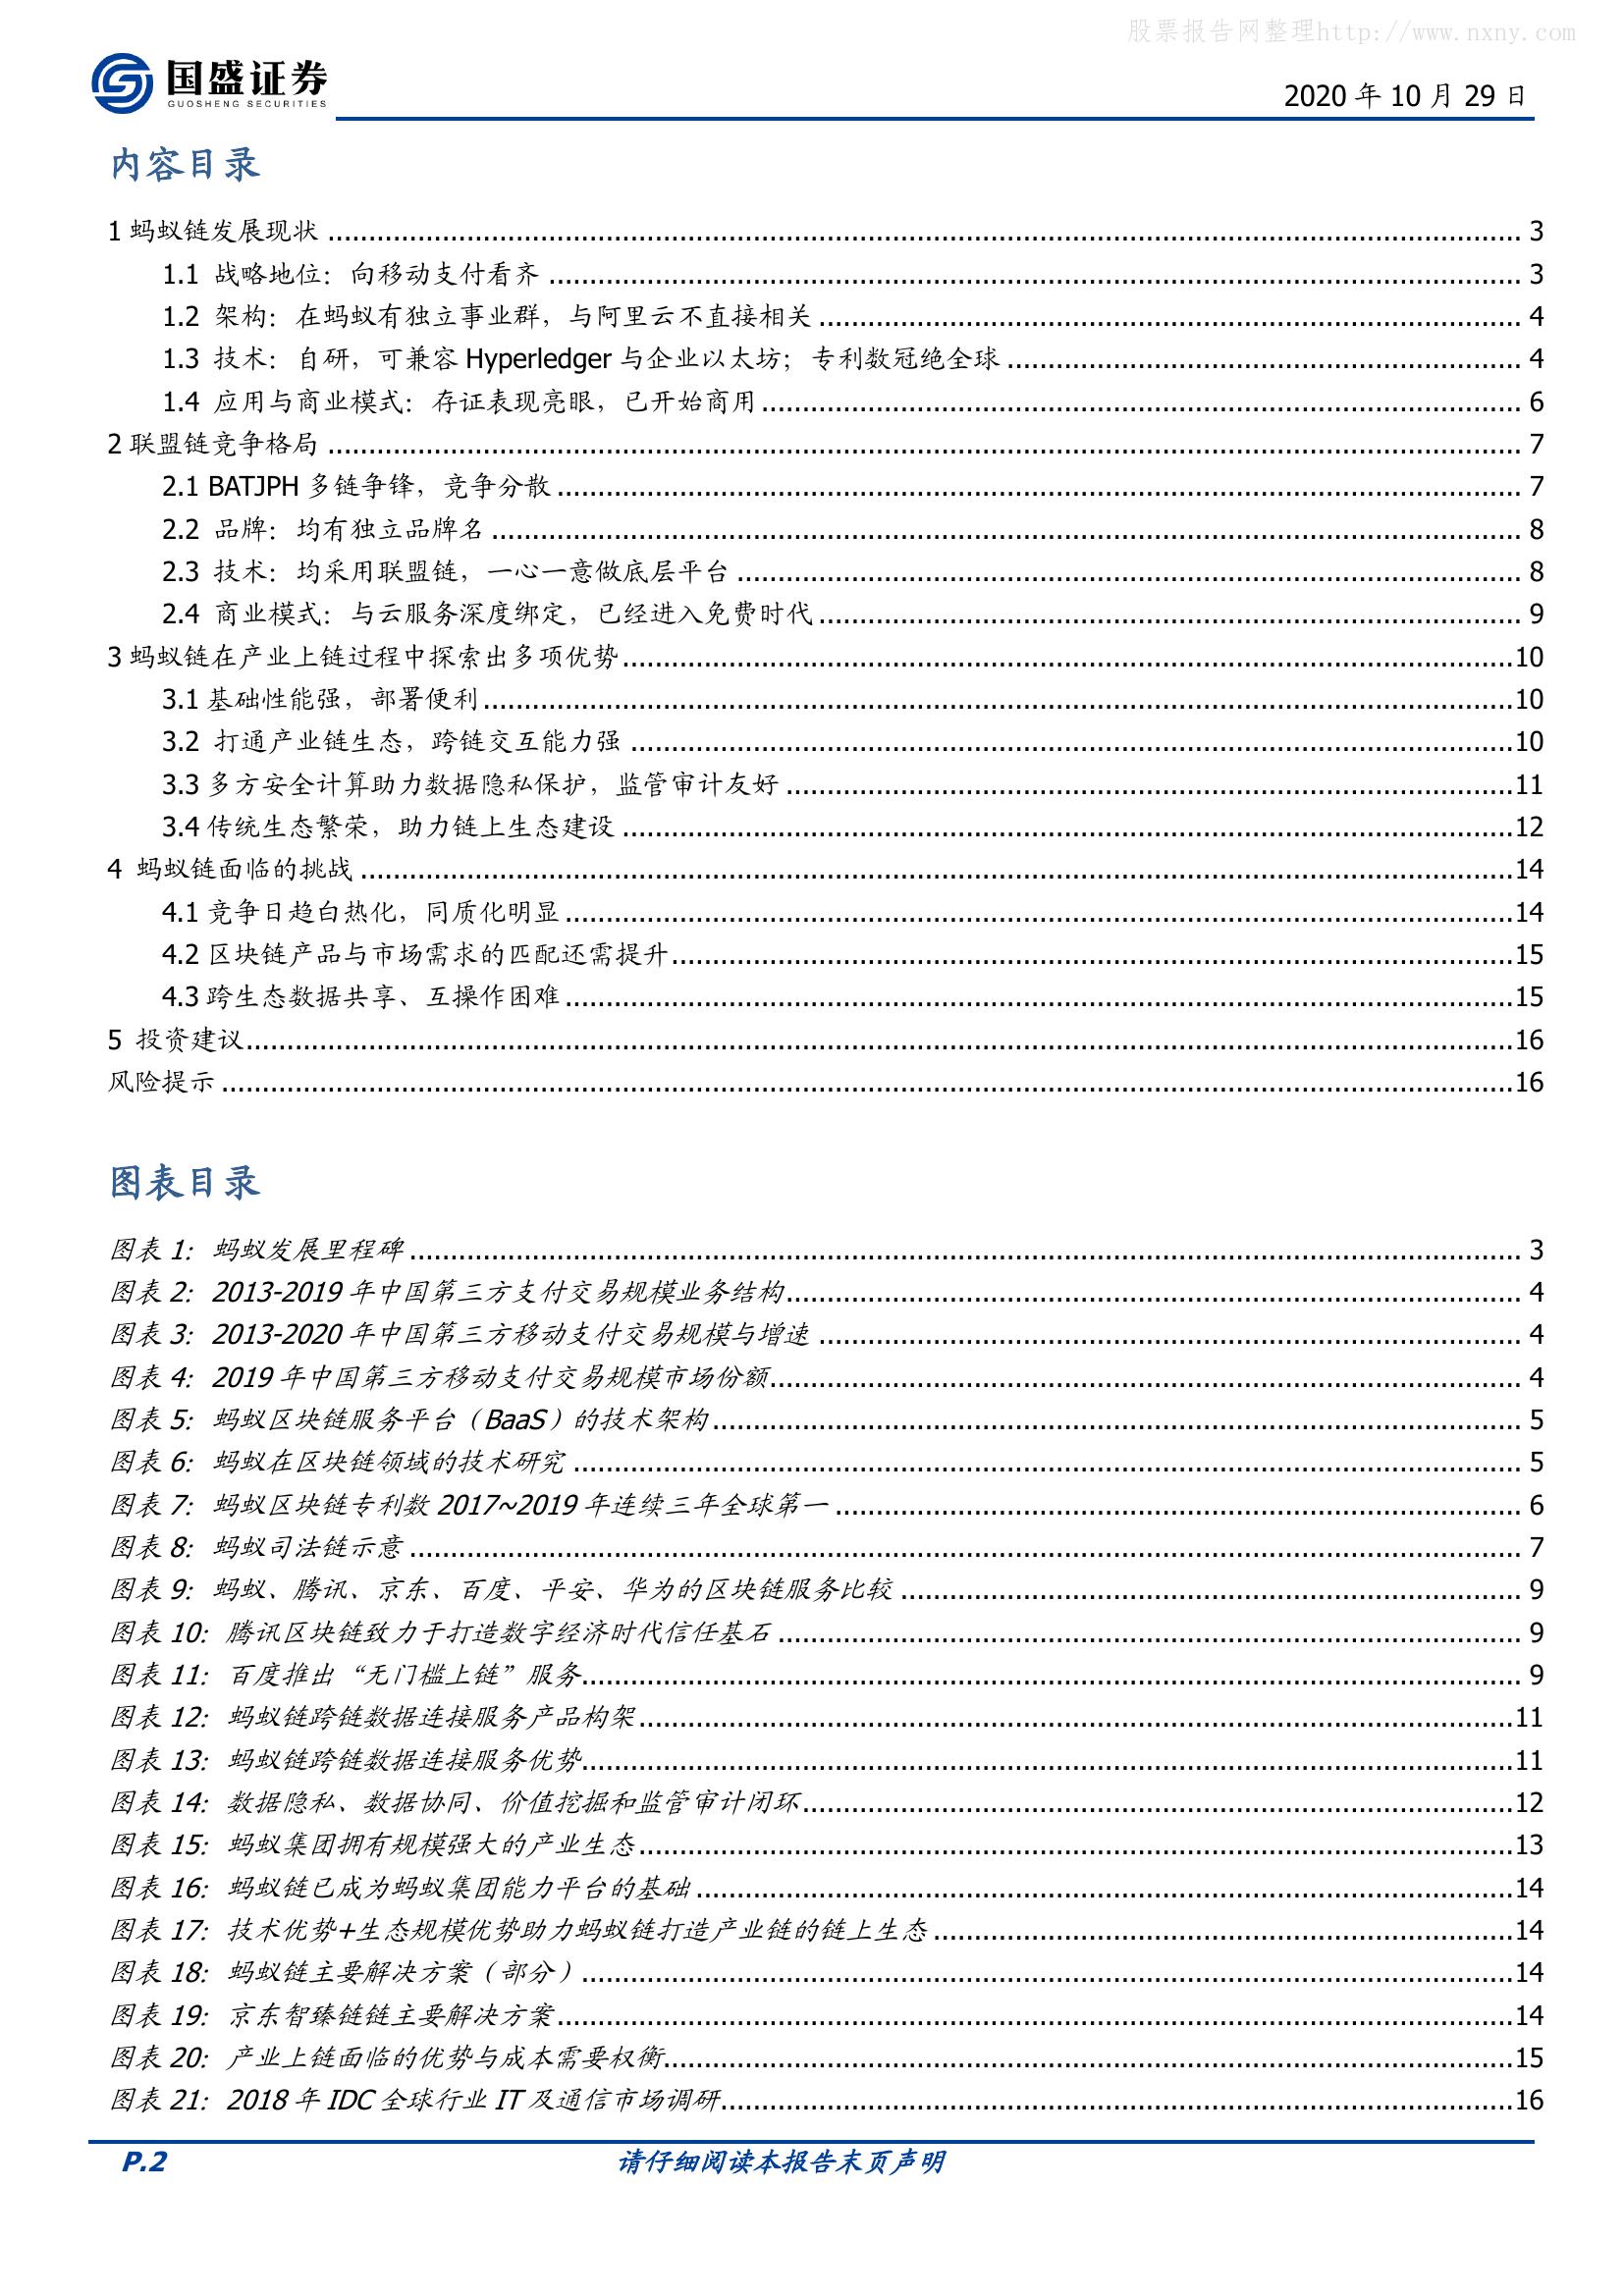 股票报告网整理http://www.nxny.com
国盛证券
GUOSHENG SECURITIES
2020 年 10 月 29 日
内容目录
1 蚂蚁链发展现状 ........ 3
1.1 战略地位：向移动支付看齐 ........ 3
1.2 架构：在蚂蚁有独立事业群，与阿里云不直接相关 ........ 4
1.3 技术：自研，可兼容 Hyperledger 与企业以太坊；专利数冠绝全球 ........ 4
1.4 应用与商业模式：存证表现亮眼，已开始商用 ........ 6
2 联盟链竞争格局 ........ 7
2.1 BATJPH 多链争锋，竞争分散 ........ 7
2.2 品牌：均有独立品牌名 ........ 8
2.3 技术：均采用联盟链，一心一意做底层平台 ........ 8
2.4 商业模式：与云服务深度绑定，已经进入免费时代 ........ 9
3 蚂蚁链在产业上链过程中探索出多项优势 ........ 10
3.1 基础性能强，部署便利 ........ 10
3.2 打通产业链生态，跨链交互能力强 ........ 10
3.3 多方安全计算助力数据隐私保护，监管审计友好 ........ 11
3.4 传统生态繁荣，助力链上生态建设 ........ 12
4 蚂蚁链面临的挑战 ........ 14
4.1 竞争日趋白热化，同质化明显 ........ 14
4.2 区块链产品与市场需求的匹配还需提升 ........ 15
4.3 跨生态数据共享、互操作困难 ........ 15
5 投资建议 ........ 16
风险提示 ........ 16
图表目录
图表 1：蚂蚁发展里程碑 ........ 3
图表 2：2013-2019 年中国第三方支付交易规模业务结构 ........ 4
图表 3：2013-2020 年中国第三方移动支付交易规模与增速 ........ 4
图表 4：2019 年中国第三方移动支付交易规模市场份额 ........ 4
图表 5：蚂蚁区块链服务平台（BaaS）的技术架构 ........ 5
图表 6：蚂蚁在区块链领域的技术研究 ........ 5
图表 7：蚂蚁区块链专利数 2017~2019 年连续三年全球第一 ........ 6
图表 8：蚂蚁司法链示意 ........ 7
图表 9：蚂蚁、腾讯、京东、百度、平安、华为的区块链服务比较 ........ 9
图表 10：腾讯区块链致力于打造数字经济时代信任基石 ........ 9
图表 11：百度推出“无门槛上链”服务 ........ 9
图表 12：蚂蚁链跨链数据连接服务产品构架 ........ 11
图表 13：蚂蚁链跨链数据连接服务优势 ........ 11
图表 14：数据隐私、数据协同、价值挖掘和监管审计闭环 ........ 12
图表 15：蚂蚁集团拥有规模强大的产业生态 ........ 13
图表 16：蚂蚁链已成为蚂蚁集团能力平台的基础 ........ 14
图表 17：技术优势+生态规模优势助力蚂蚁链打造产业链的链上生态 ........ 14
图表 18：蚂蚁链主要解决方案（部分） ........ 14
图表 19：京东智臻链链主要解决方案 ........ 14
图表 20：产业上链面临的优势与成本需要权衡 ........ 15
图表 21：2018 年 IDC 全球行业 IT 及通信市场调研 ........ 16
P.2
请仔细阅读本报告末页声明